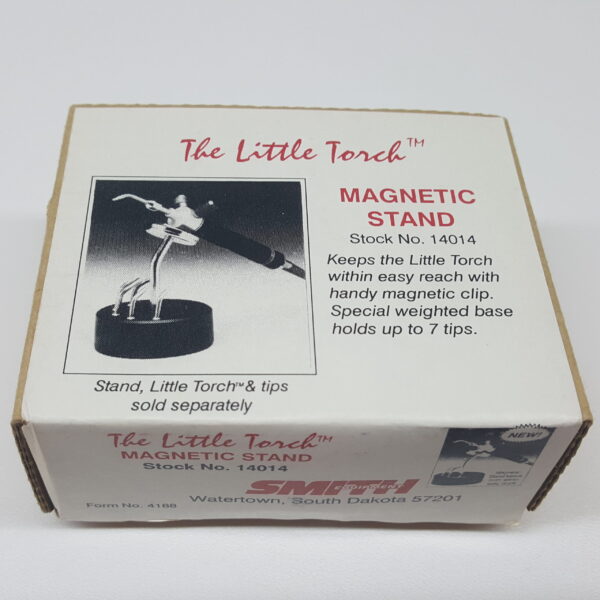 The Little Torch™
MAGNETIC
STAND
Stock No. 14014
Keeps the Little Torch
within easy reach with
handy magnetic clip.
Special weighted base
holds up to 7 tips.
Stand, Little Torch™ & tips
sold separately
The Little Torch™
MAGNETIC STAND
Stock No. 14014
NEW!
SMITH
EQUIPMENT
Watertown, South Dakota 57201
Form No. 4188